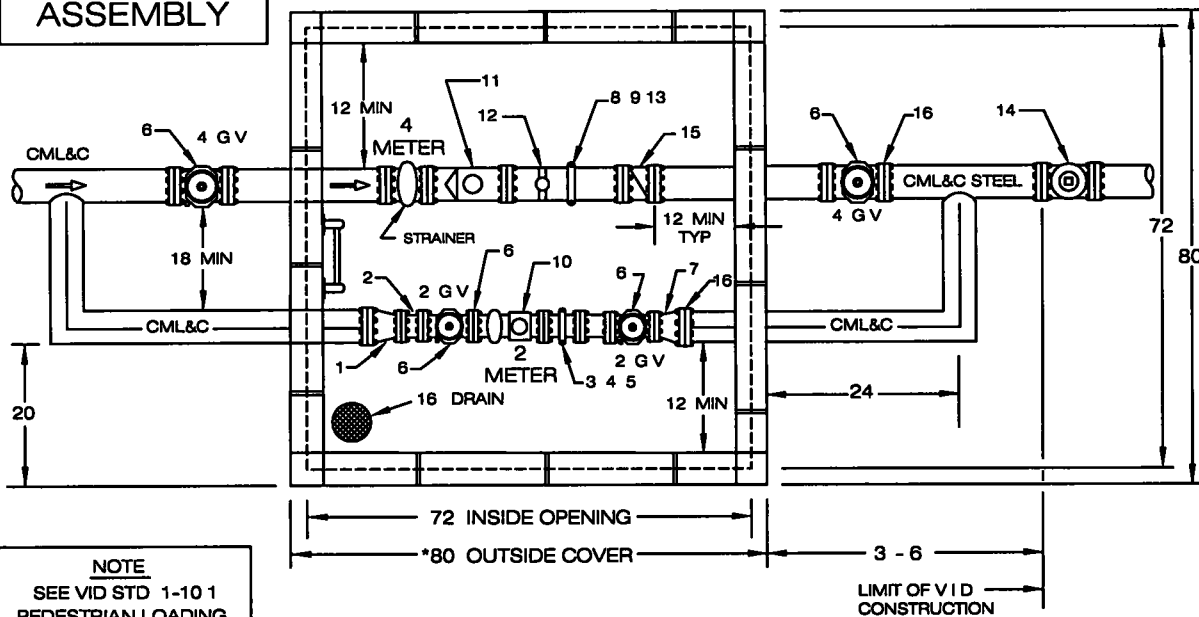 ASSEMBLY
12 MIN
11
12
8 9 13
15
6
16
14
6
4 G V
4
METER
CML&C
CML&C STEEL
STRAINER
12 MIN
TYP
4 G V
72
80
18 MIN
2
2 G V
6
10
6
7
16
CML&C
CML&C
1
6
2
METER
2 G V
3 4 5
20
16 DRAIN
12 MIN
24
72 INSIDE OPENING
*80 OUTSIDE COVER
3 - 6
LIMIT OF V I D
CONSTRUCTION
NOTE
SEE VID STD 1-10 1
PEDESTRIAN LOADING